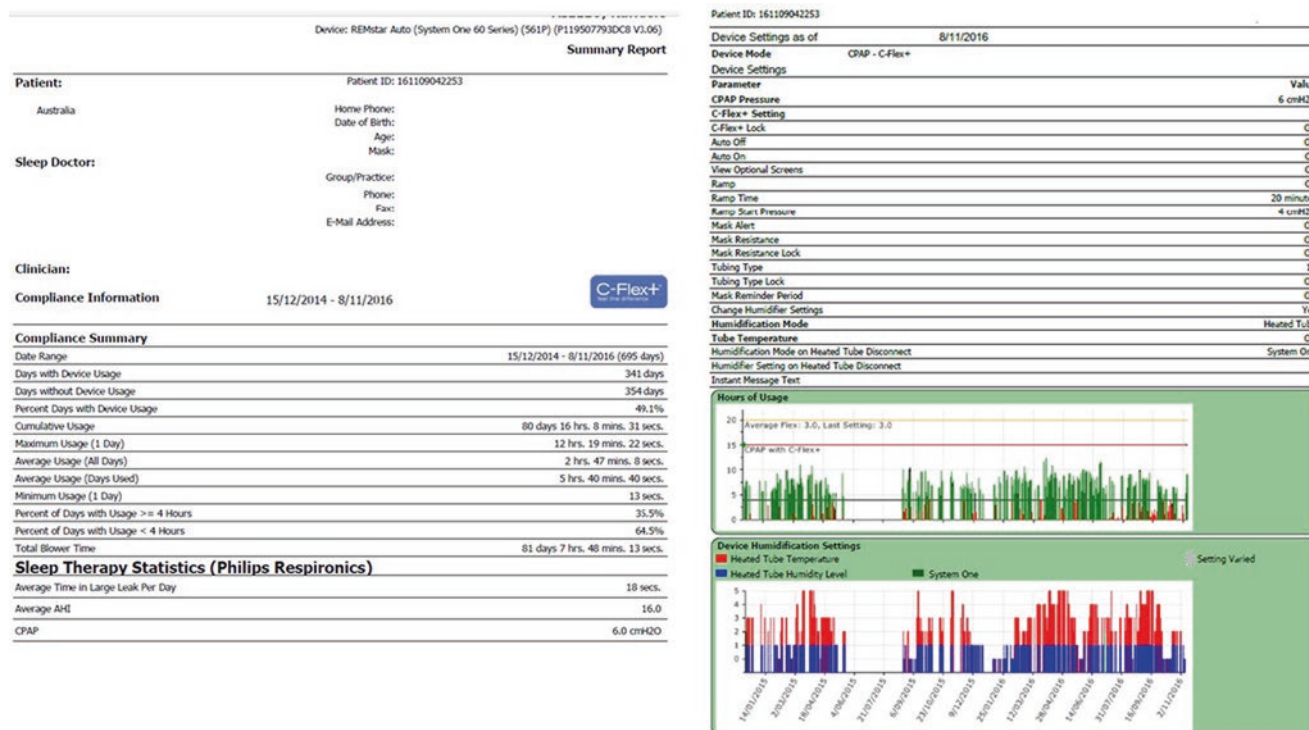 Device: REMstar Auto (System One 60 Series) (561P) (P119507793DC8 V3.06)
Summary Report
Patient:
Patient ID: 161109042253
Australia
Home Phone:
Date of Birth:
Age:
Mask:
Sleep Doctor:
Group/Practice:
Phone:
Fax:
E-Mail Address:
Clinician:
Compliance Information 15/12/2014 - 8/11/2016
C-Flex+
Compliance Summary
Date Range 15/12/2014 - 8/11/2016 (695 days)
Days with Device Usage 341 days
Days without Device Usage 354 days
Percent Days with Device Usage 49.1%
Cumulative Usage 80 days 16 hrs. 8 mins. 31 secs.
Maximum Usage (1 Day) 12 hrs. 19 mins. 22 secs.
Average Usage (All Days) 2 hrs. 47 mins. 8 secs.
Average Usage (Days Used) 5 hrs. 40 mins. 40 secs.
Minimum Usage (1 Day) 13 secs.
Percent of Days with Usage >= 4 Hours 35.5%
Percent of Days with Usage < 4 Hours 64.5%
Total Blower Time 81 days 7 hrs. 48 mins. 13 secs.
Sleep Therapy Statistics (Philips Respironics)
Average Time in Large Leak Per Day 18 secs.
Average AHI 16.0
CPAP 6.0 cmH2O
Patient ID: 161109042253
Device Settings as of 8/11/2016
Device Mode CPAP - C-Flex+
Device Settings
Parameter Valu
CPAP Pressure 6 cmH2
C-Flex+ Setting
C-Flex+ Lock
Auto Off
Auto On
View Optional Screens
Ramp
Ramp Time 20 minute
Ramp Start Pressure 4 cmH2
Mask Alert
Mask Resistance
Mask Resistance Lock
Tubing Type
Tubing Type Lock
Mask Reminder Period
Change Humidifier Settings Ye
Humidification Mode Heated Tub
Tube Temperature
Humidification Mode on Heated Tube Disconnect System On
Humidifier Setting on Heated Tube Disconnect
Instant Message Text
Hours of Usage
20
Average Flex: 3.0, Last Setting: 3.0
15
CPAP with C-Flex+
10
5
0
Device Humidification Settings
Heated Tube Temperature Setting Varied
Heated Tube Humidity Level System One
5
4
3
2
1
0
14/01/2015 2/03/2015 18/04/2015 4/06/2015 21/07/2015 6/09/2015 23/10/2015 9/12/2015 25/01/2016 12/03/2016 28/04/2016 14/06/2016 31/07/2016 16/09/2016 2/11/2016